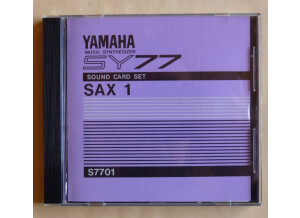 YAMAHA
MUSIC SYNTHESIZER
SY77
SOUND CARD SET
SAX 1
S7701